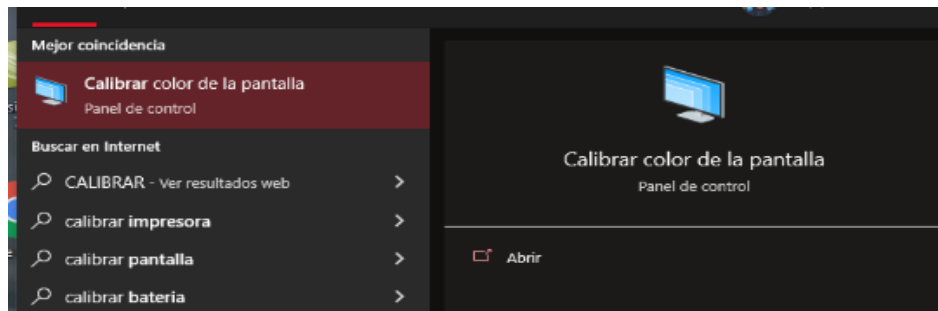 Mejor coincidencia
Calibrar color de la pantalla
Panel de control
Buscar en Internet
CALIBRAR - Ver resultados web
calibrar impresora
calibrar pantalla
calibrar bateria
Calibrar color de la pantalla
Panel de control
Abrir